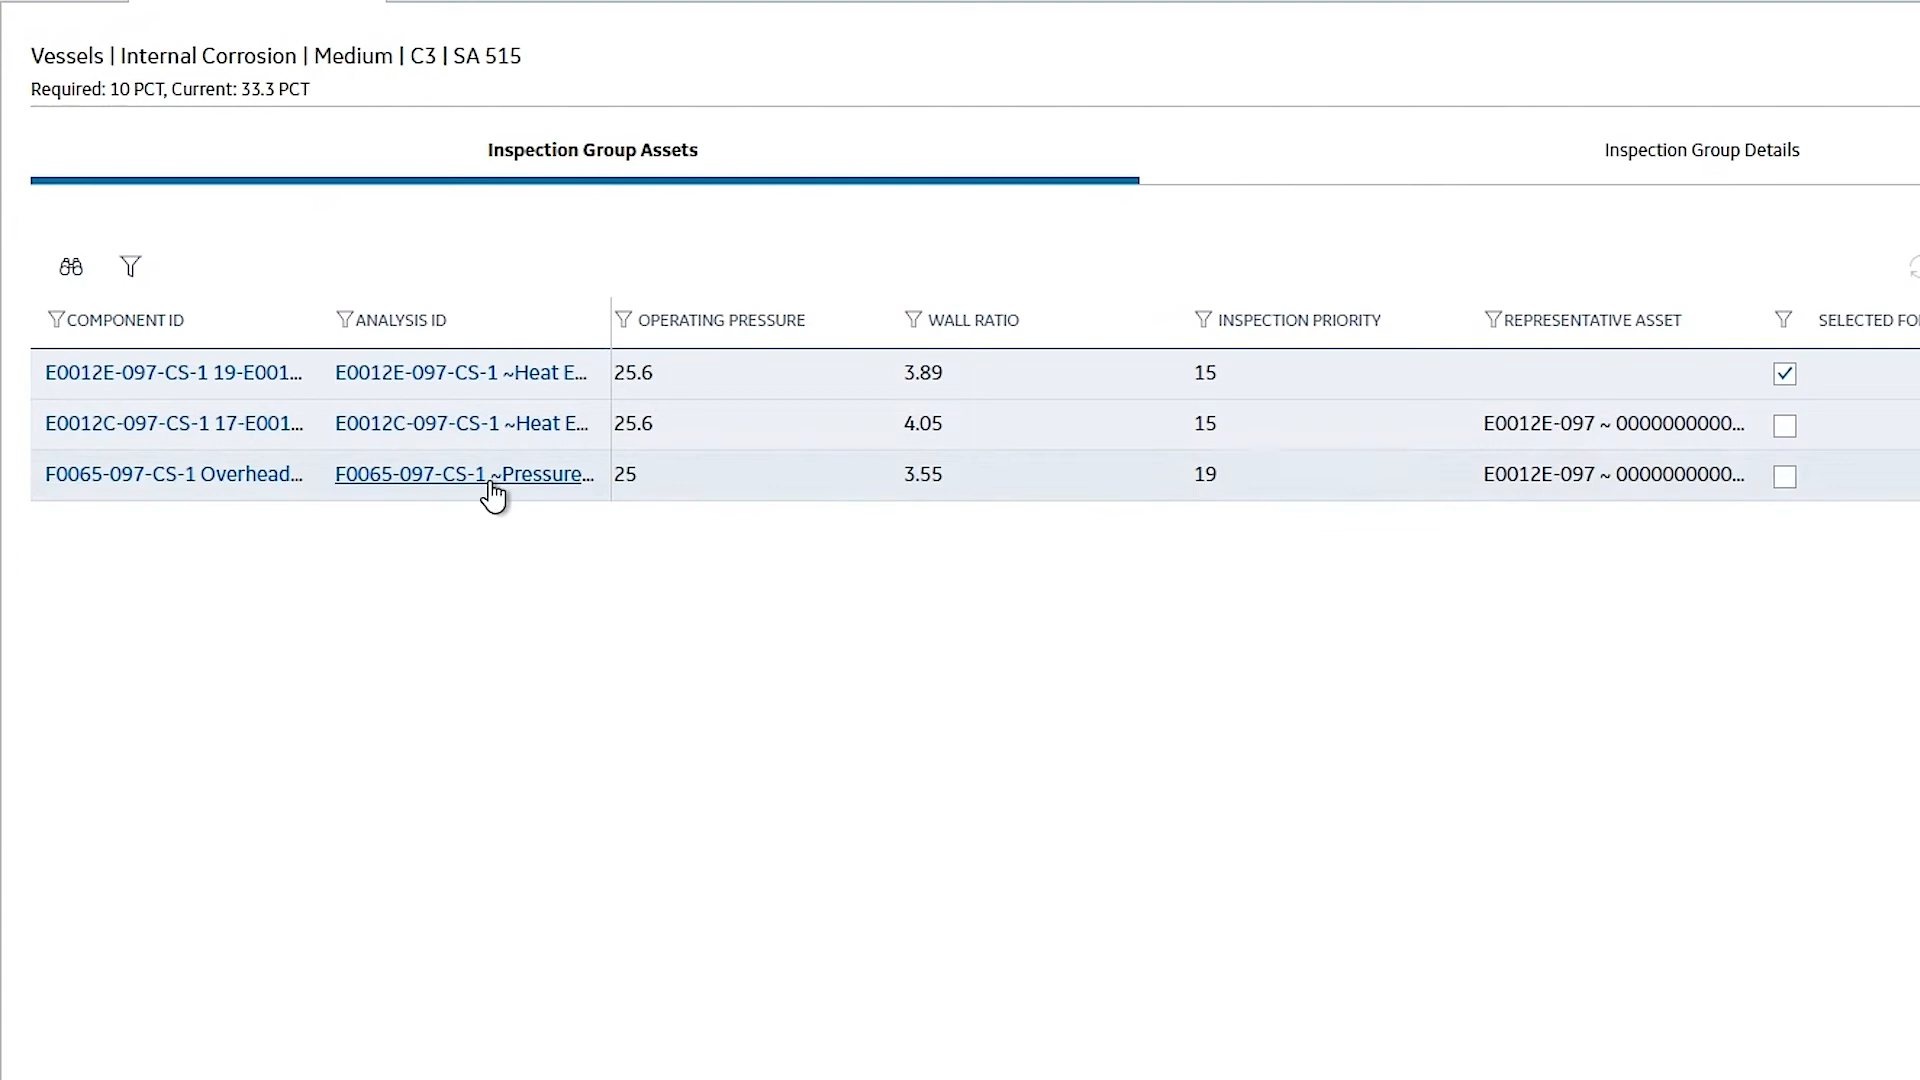 Vessels | Internal Corrosion | Medium | C3 | SA 515
Required: 10 PCT, Current: 33.3 PCT
Inspection Group Assets Inspection Group Details
COMPONENT ID ANALYSIS ID OPERATING PRESSURE WALL RATIO INSPECTION PRIORITY REPRESENTATIVE ASSET SELECTED FO
E0012E-097-CS-1 19-E001... E0012E-097-CS-1 ~Heat E... 25.6 3.89 15
E0012C-097-CS-1 17-E001... E0012C-097-CS-1 ~Heat E... 25.6 4.05 15 E0012E-097 ~ 0000000000...
F0065-097-CS-1 Overhead... F0065-097-CS-1 ~Pressure... 25 3.55 19 E0012E-097 ~ 0000000000...